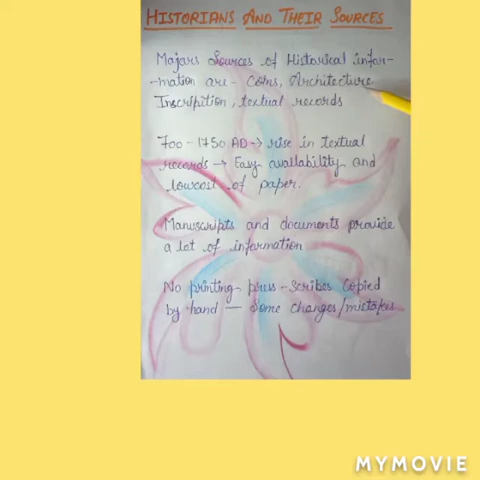 HISTORIANS AND THEIR SOURCES
Majars Sources of Historical infor-
-mation are - Coins, Architecture
Inscripition, textual records
700 - 1750 AD → rise in textual
records → Easy availability and
lowcost of paper.
Manuscripts and documents provide
a lot of information
No printing press - Scribes Copied
by hand — Some changes/mistakes
MYMOVIE